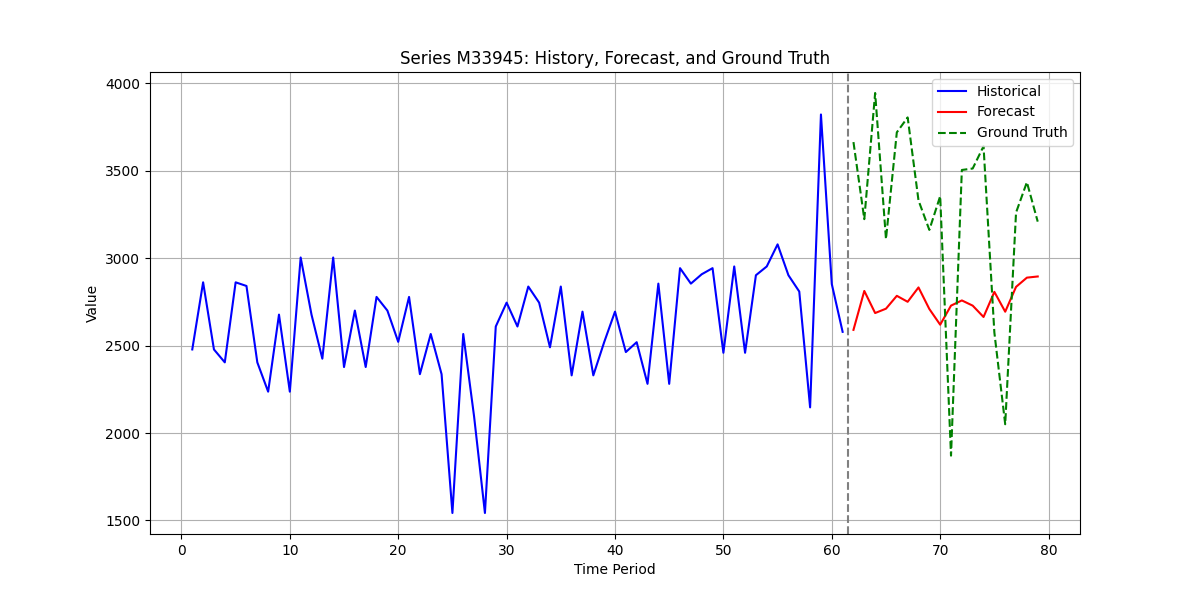 Series M33945: History, Forecast, and Ground Truth
Historical
Forecast
Ground Truth
Value
4000
3500
3000
2500
2000
1500
0 10 20 30 40 50 60 70 80
Time Period